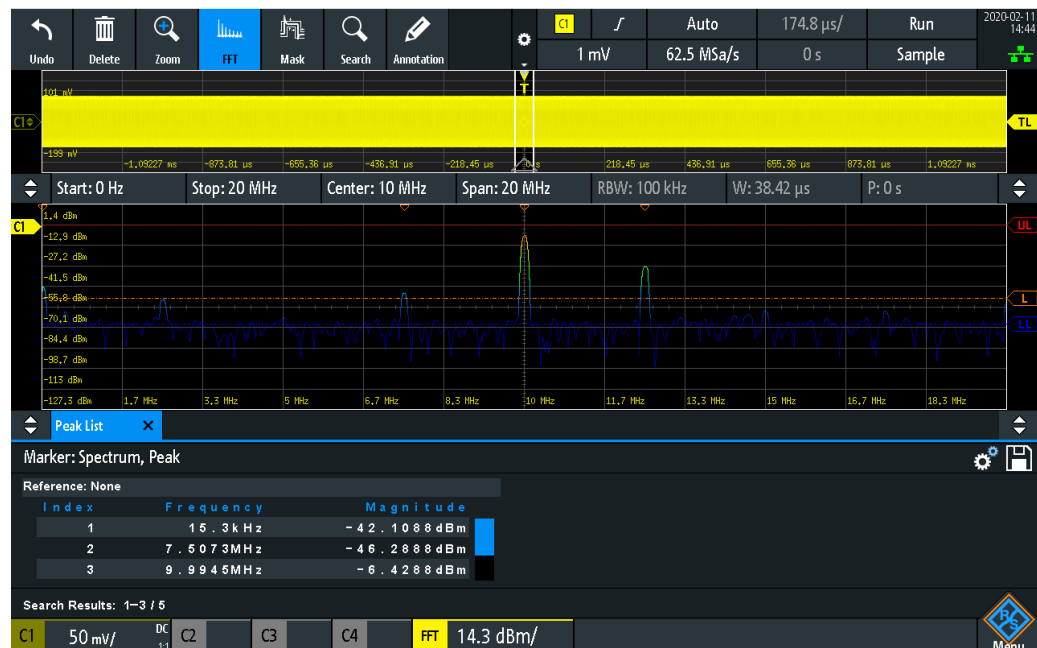 C1 Auto 174.8 µs/ Run 2020-02-11 14:44
Undo Delete Zoom FFT Mask Search Annotation 1 mV 62.5 MSa/s 0 s Sample
101 mV
T
C1 TL
-199 mV
-1.09227 ms -873.81 µs -655.36 µs -436.91 µs -218.45 µs 0 s 218.45 µs 436.91 µs 655.36 µs 873.81 µs 1.09227 ms
Start: 0 Hz Stop: 20 MHz Center: 10 MHz Span: 20 MHz RBW: 100 kHz W: 38.42 µs P: 0 s
1.4 dBm
C1 UL
-12.9 dBm
-27.2 dBm
-41.5 dBm
-55.8 dBm L
-70.1 dBm LL
-84.4 dBm
-98.7 dBm
-113 dBm
-127.3 dBm 1.7 MHz 3.3 MHz 5 MHz 6.7 MHz 8.3 MHz 10 MHz 11.7 MHz 13.3 MHz 15 MHz 16.7 MHz 18.3 MHz
Peak List
Marker: Spectrum, Peak
Reference: None
Index Frequency Magnitude
1 15.3kHz -42.1088dBm
2 7.5073MHz -46.2888dBm
3 9.9945MHz -6.4288dBm
Search Results: 1-3 / 5
C1 50 mV/ DC 1:1 C2 C3 C4 FFT 14.3 dBm/ R&S Menu